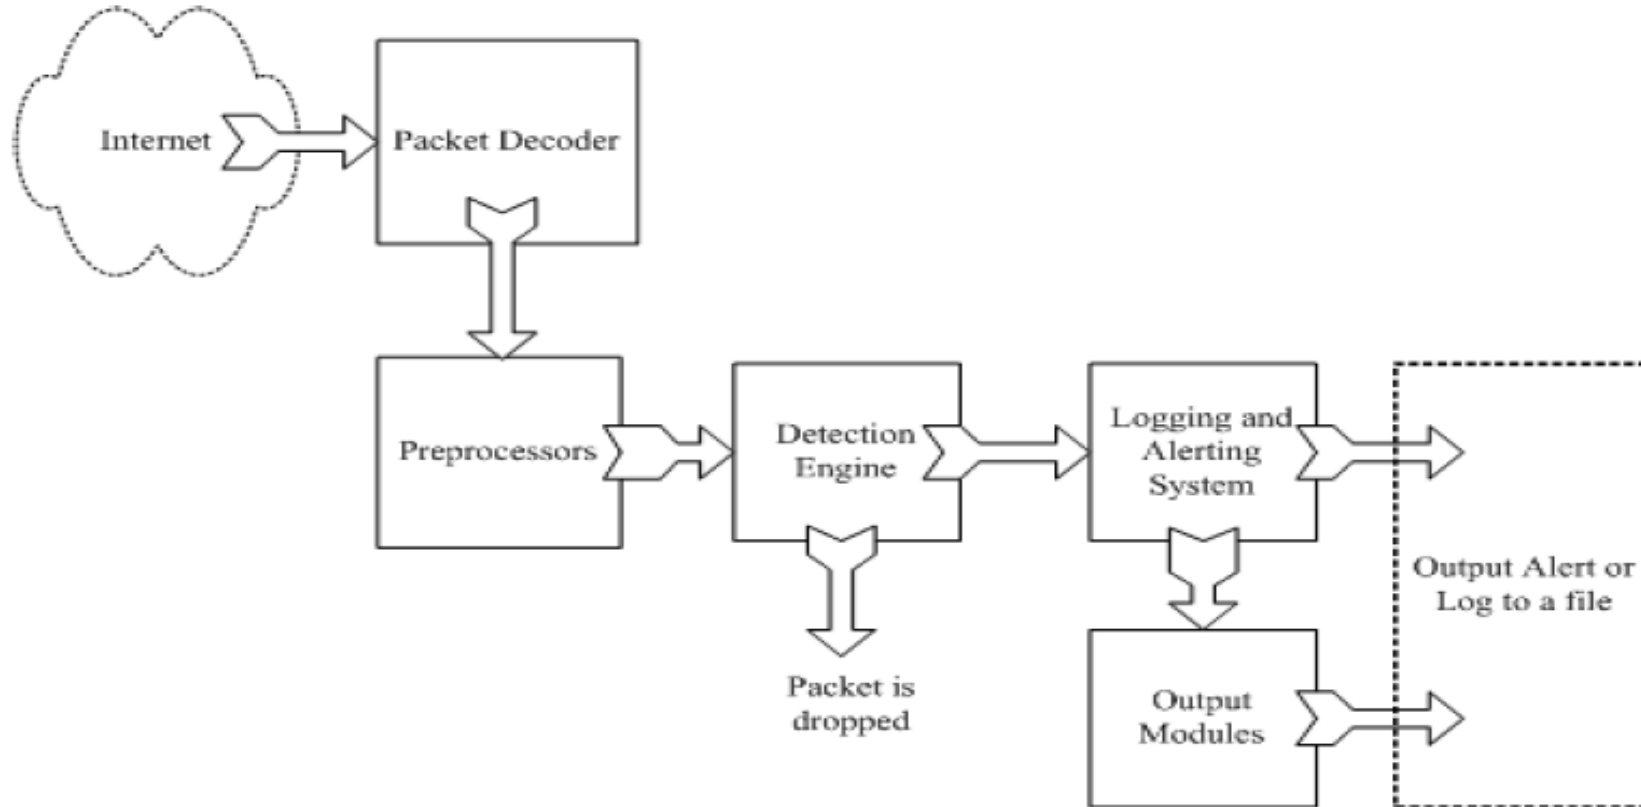 Internet
Packet Decoder
Preprocessors
Detection
Engine
Logging and
Alerting
System
Output Alert or
Log to a file
Packet is
dropped
Output
Modules